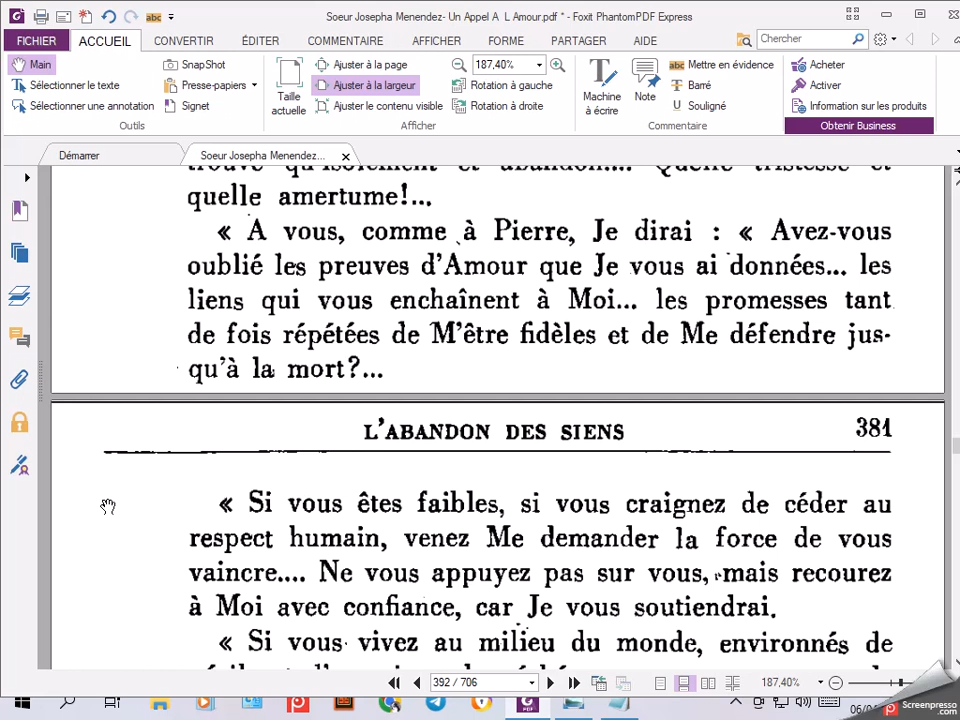 Soeur Josepha Menendez- Un Appel A L Amour.pdf * - Foxit PhantomPDF Express
FICHIER ACCUEIL CONVERTIR ÉDITER COMMENTAIRE AFFICHER FORME PARTAGER AIDE Chercher
Main SnapShot Ajuster à la page 187,40% Mettre en évidence Acheter
Sélectionner le texte Presse-papiers Ajuster à la largeur Rotation à gauche Barré Activer
Sélectionner une annotation Signet Taille actuelle Ajuster le contenu visible Rotation à droite Machine à écrire Note Souligné Information sur les produits
Outils Afficher Commentaire Obtenir Business
Démarrer Soeur Josepha Menendez...
quelle amertume!...
« A vous, comme à Pierre, Je dirai : « Avez-vous
oublié les preuves d'Amour que Je vous ai données... les
liens qui vous enchaînent à Moi... les promesses tant
de fois répétées de M'être fidèles et de Me défendre jus-
qu'à la mort?...
L'ABANDON DES SIENS 381
« Si vous êtes faibles, si vous craignez de céder au
respect humain, venez Me demander la force de vous
vaincre.... Ne vous appuyez pas sur vous, mais recourez
à Moi avec confiance, car Je vous soutiendrai.
« Si vous vivez au milieu du monde, environnés de
392 / 706 187,40%
Screenpresso
.com